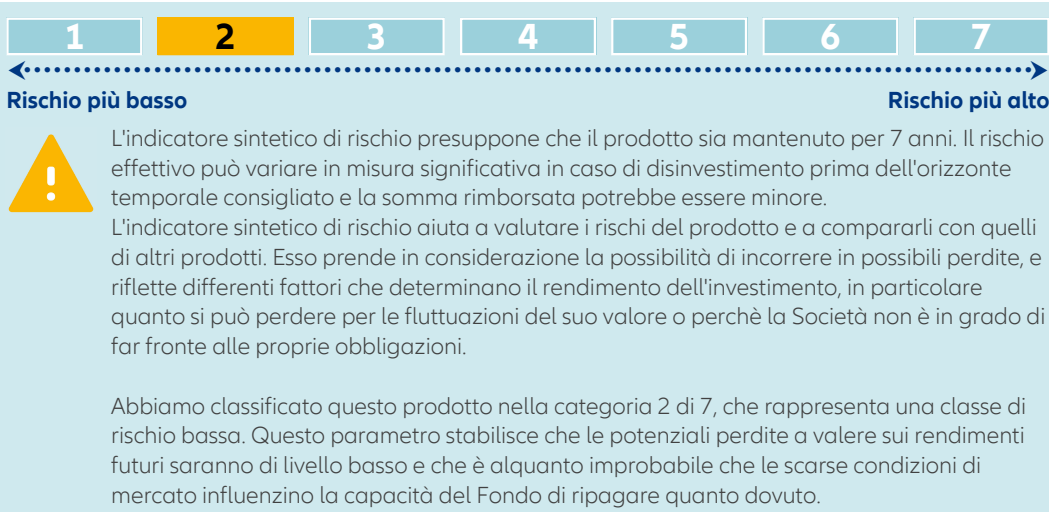 1 2 3 4 5 6 7
Rischio più basso Rischio più alto
L'indicatore sintetico di rischio presuppone che il prodotto sia mantenuto per 7 anni. Il rischio
effettivo può variare in misura significativa in caso di disinvestimento prima dell'orizzonte
temporale consigliato e la somma rimborsata potrebbe essere minore.
L'indicatore sintetico di rischio aiuta a valutare i rischi del prodotto e a compararli con quelli
di altri prodotti. Esso prende in considerazione la possibilità di incorrere in possibili perdite, e
riflette differenti fattori che determinano il rendimento dell'investimento, in particolare
quanto si può perdere per le fluttuazioni del suo valore o perchè la Società non è in grado di
far fronte alle proprie obbligazioni.
Abbiamo classificato questo prodotto nella categoria 2 di 7, che rappresenta una classe di
rischio bassa. Questo parametro stabilisce che le potenziali perdite a valere sui rendimenti
futuri saranno di livello basso e che è alquanto improbabile che le scarse condizioni di
mercato influenzino la capacità del Fondo di ripagare quanto dovuto.